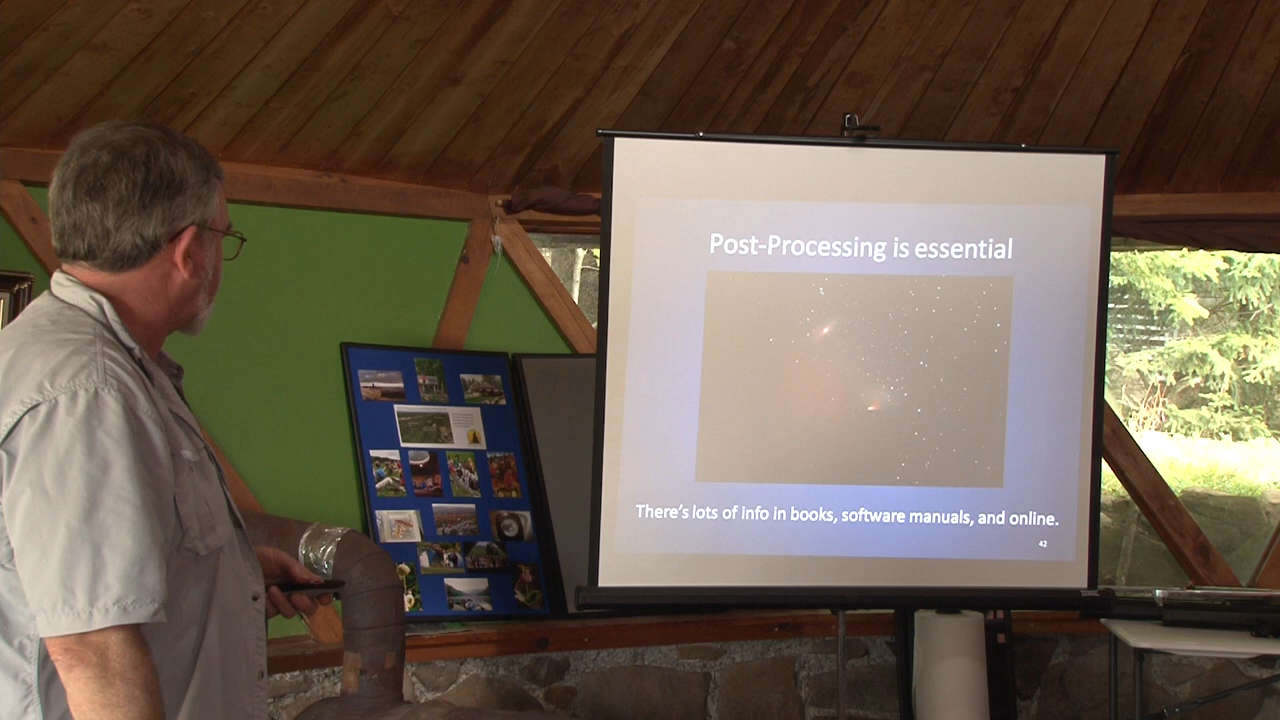 Post-Processing is essential
There's lots of info in books, software manuals, and online.
42